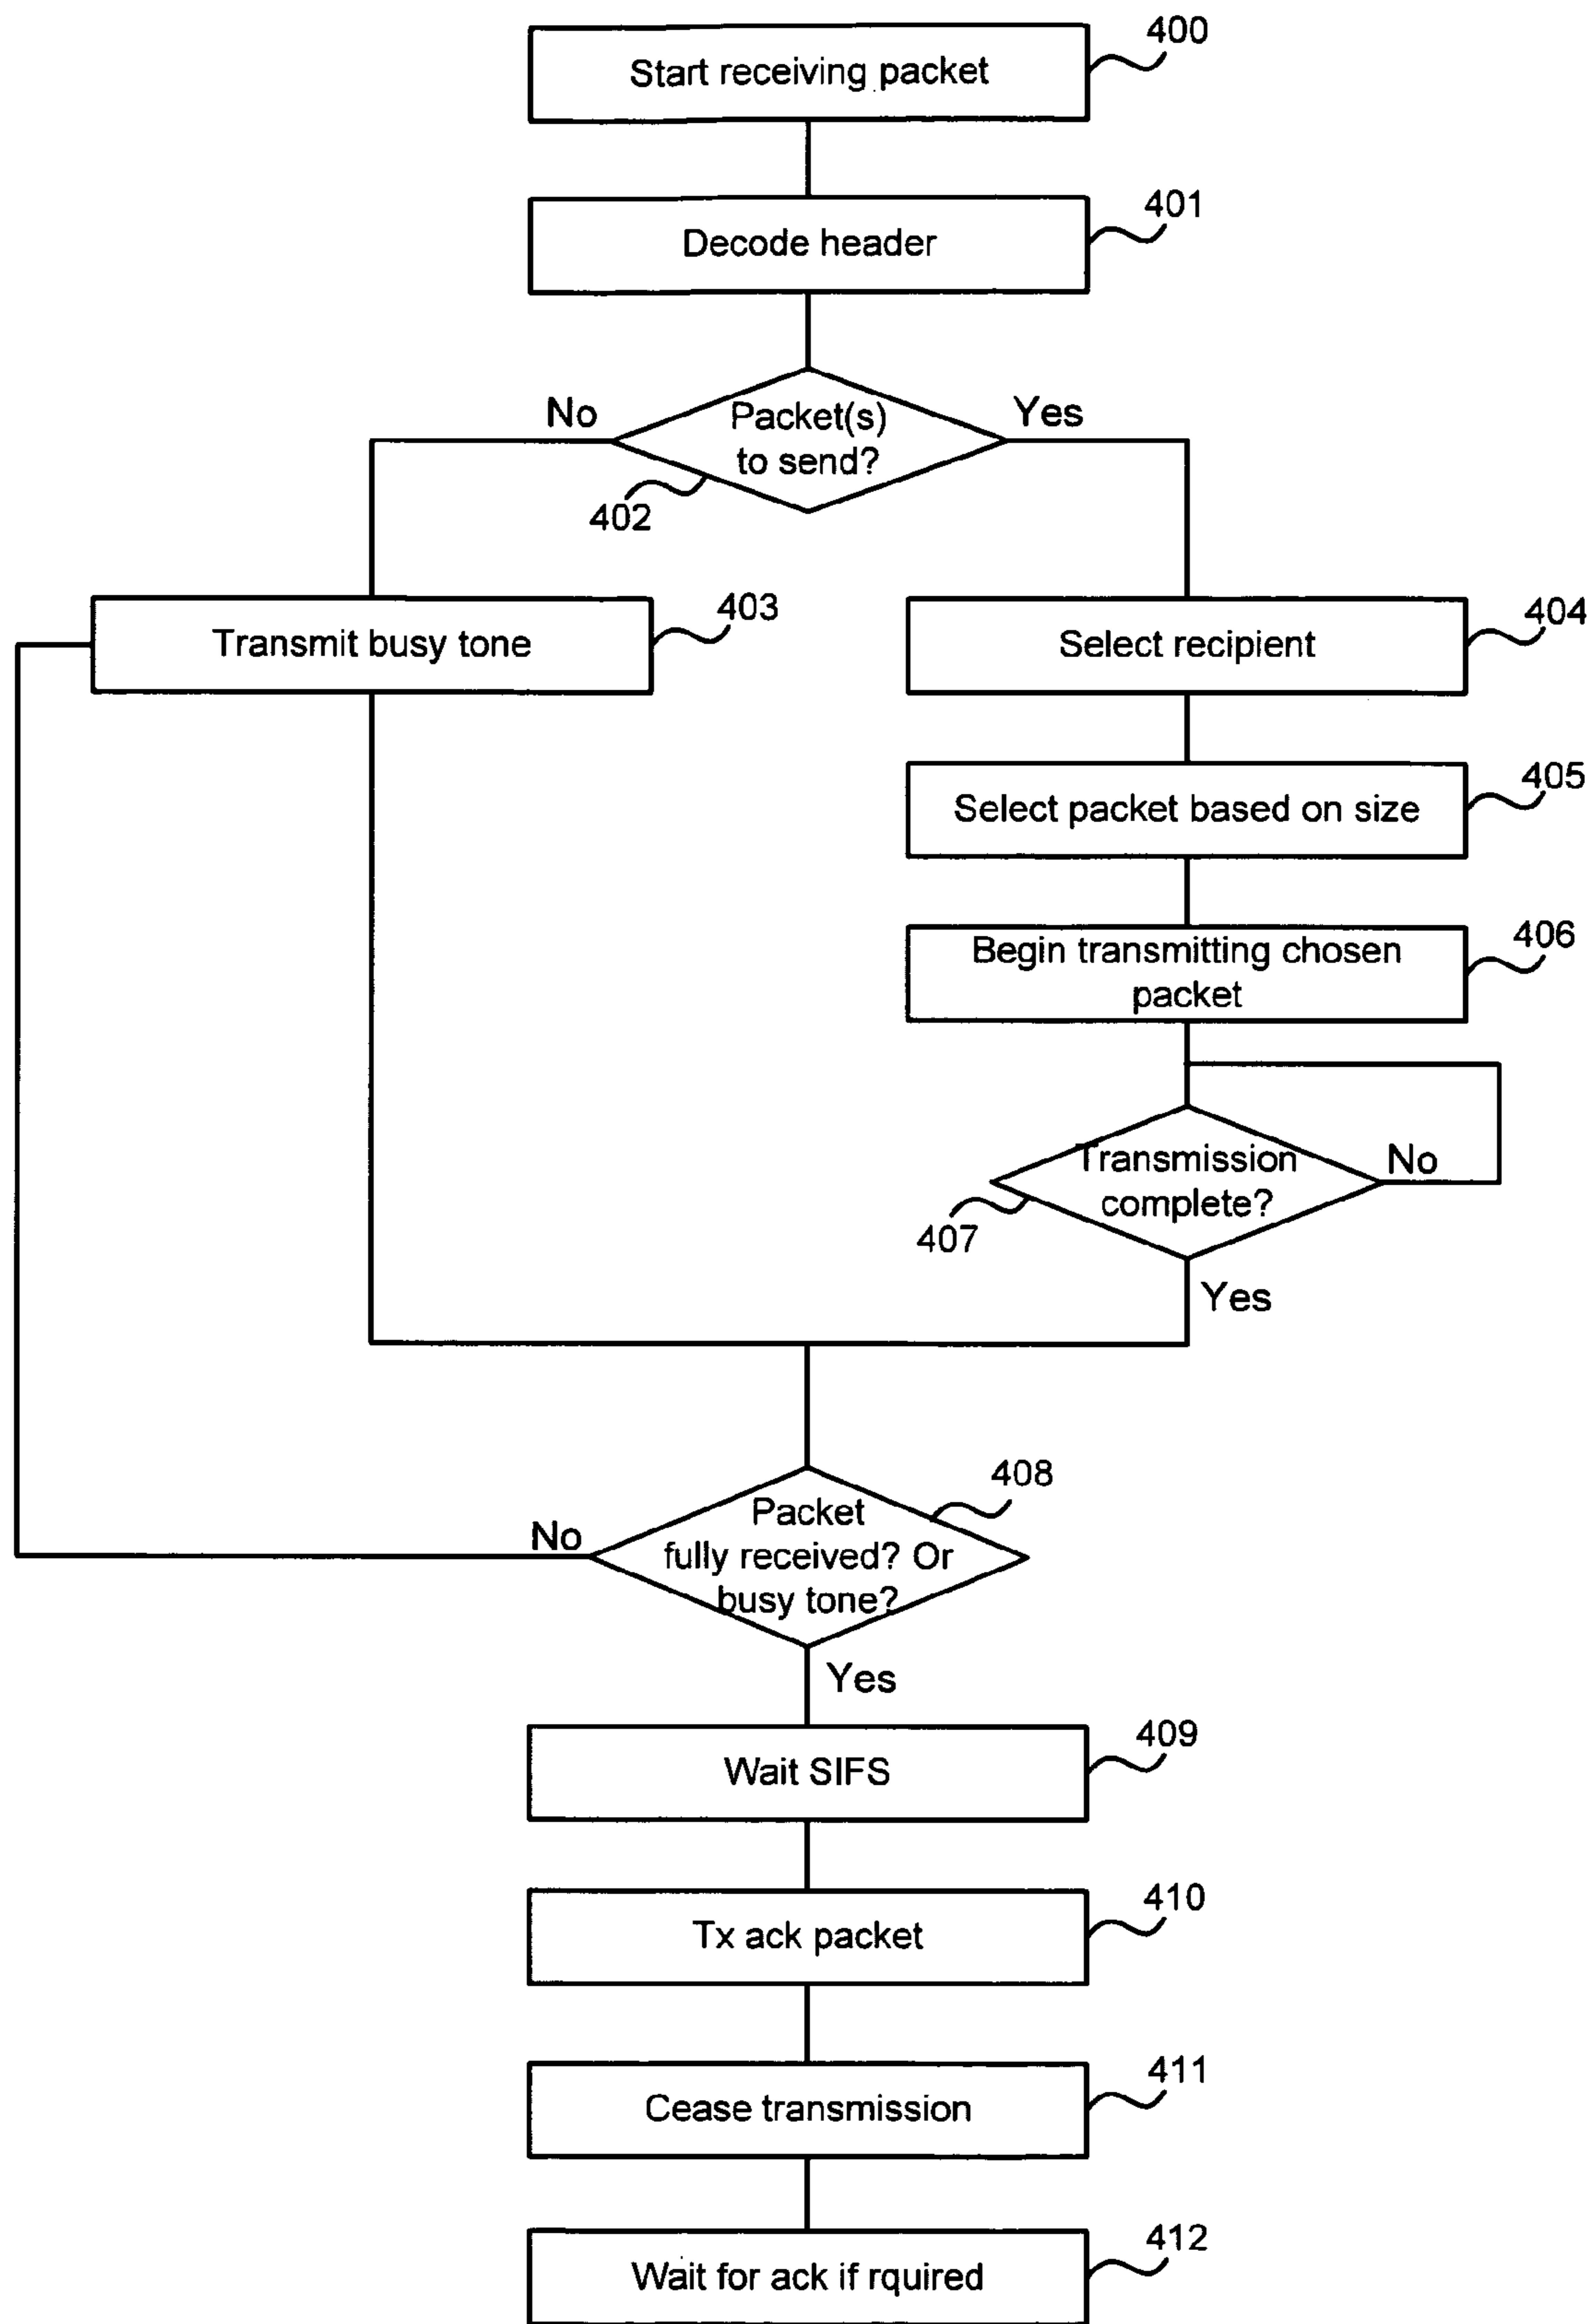 400
Start receiving packet
401
Decode header
No
Yes
Packet(s)
to send?
402
403
Transmit busy tone
404
Select recipient
405
Select packet based on size
406
Begin transmitting chosen
packet
Transmission
complete?
No
407
Yes
408
Packet
fully received? Or
busy tone?
No
Yes
409
Wait SIFS
410
Tx ack packet
411
Cease transmission
412
Wait for ack if rquired